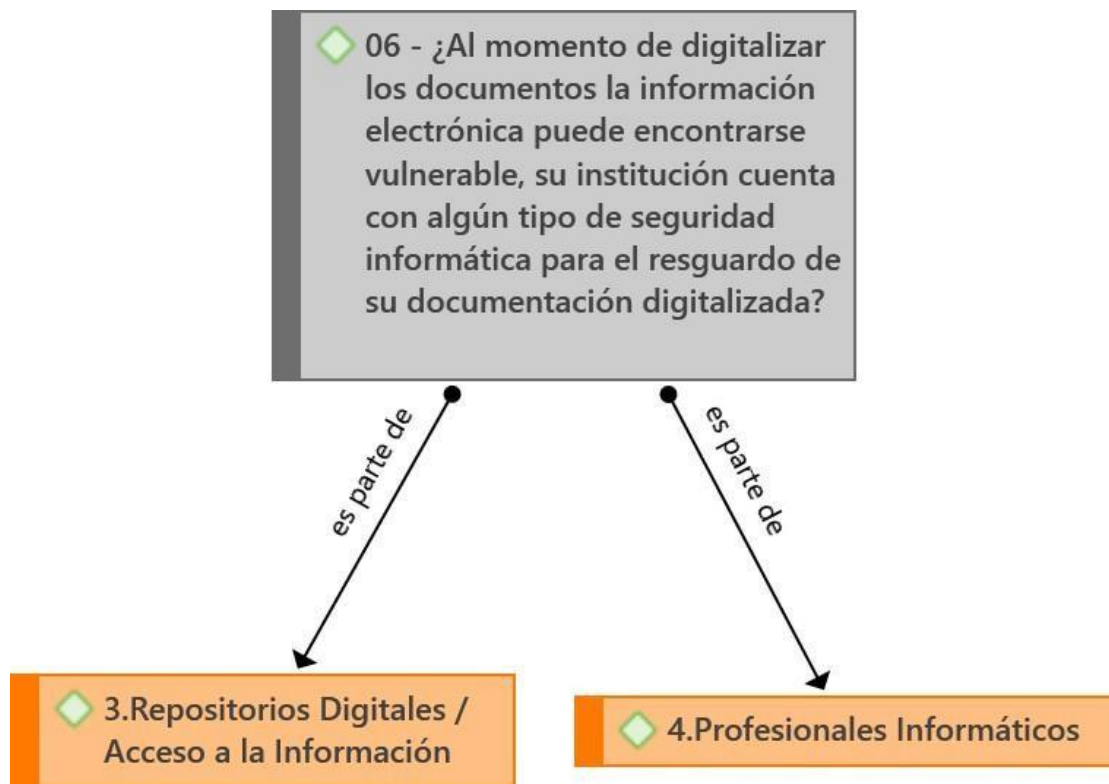 06 - ¿Al momento de digitalizar
los documentos la información
electrónica puede encontrarse
vulnerable, su institución cuenta
con algún tipo de seguridad
informática para el resguardo de
su documentación digitalizada?
es parte de
es parte de
3.Repositorios Digitales /
Acceso a la Información
4.Profesionales Informáticos